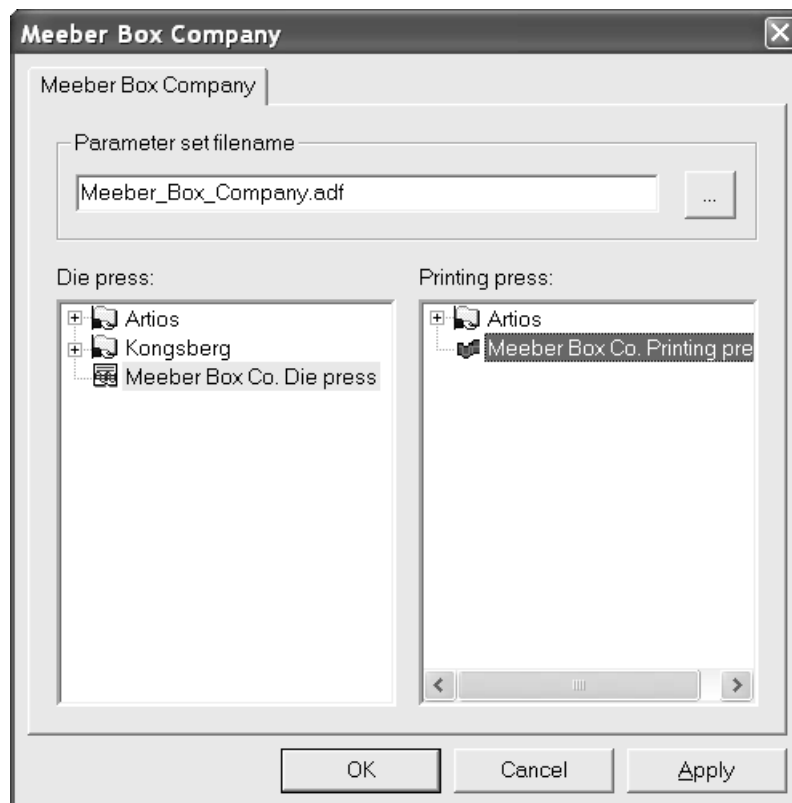 Meeber Box Company
Meeber Box Company
Parameter set filename
Meeber_Box_Company.adf
...
Die press:
Printing press:
Artios
Kongsberg
Meeber Box Co. Die press
Artios
Meeber Box Co. Printing pre
OK
Cancel
Apply